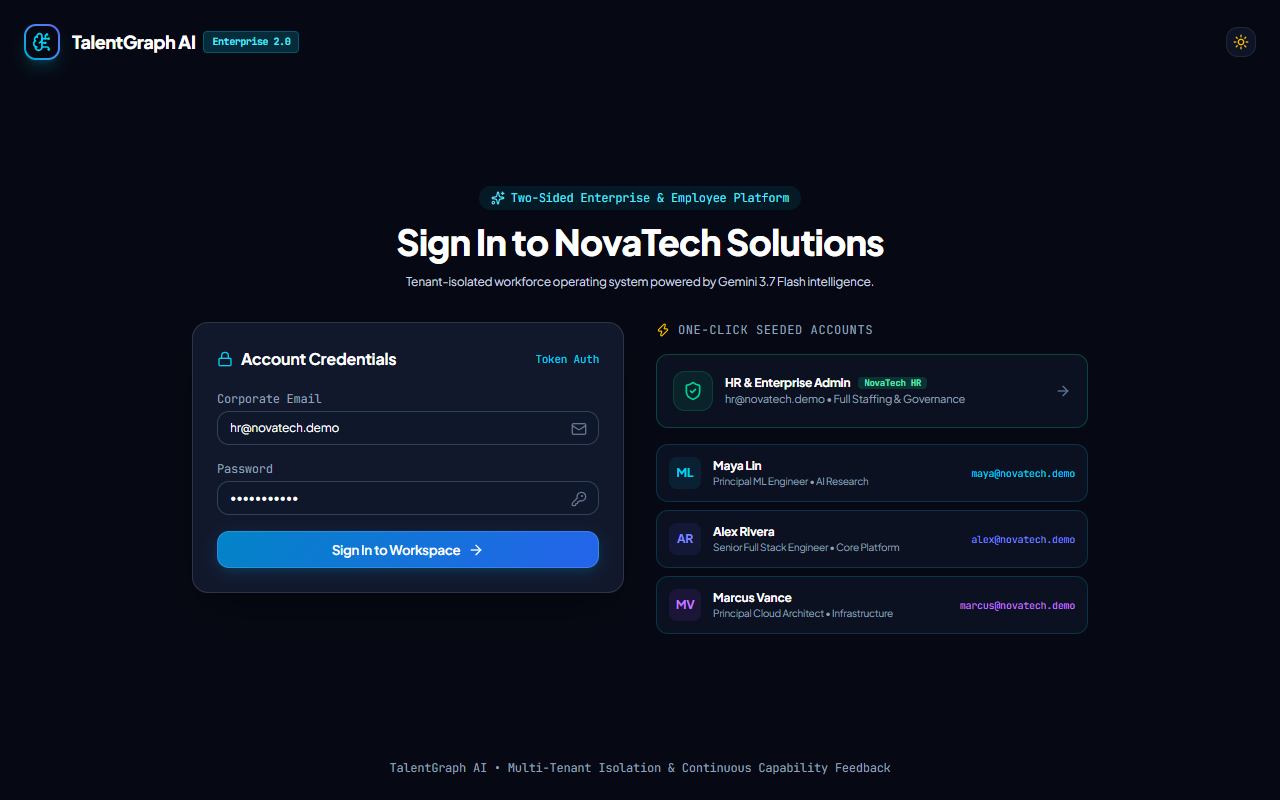 TalentGraph AI Enterprise 2.0
Two-Sided Enterprise & Employee Platform
Sign In to NovaTech Solutions
Tenant-isolated workforce operating system powered by Gemini 3.7 Flash intelligence.
Account Credentials
Token Auth
Corporate Email
hr@novatech.demo
Password
•••••••••••
Sign In to Workspace
ONE-CLICK SEEDED ACCOUNTS
HR & Enterprise Admin NovaTech HR
hr@novatech.demo • Full Staffing & Governance
ML
Maya Lin
Principal ML Engineer • AI Research
maya@novatech.demo
AR
Alex Rivera
Senior Full Stack Engineer • Core Platform
alex@novatech.demo
MV
Marcus Vance
Principal Cloud Architect • Infrastructure
marcus@novatech.demo
TalentGraph AI • Multi-Tenant Isolation & Continuous Capability Feedback